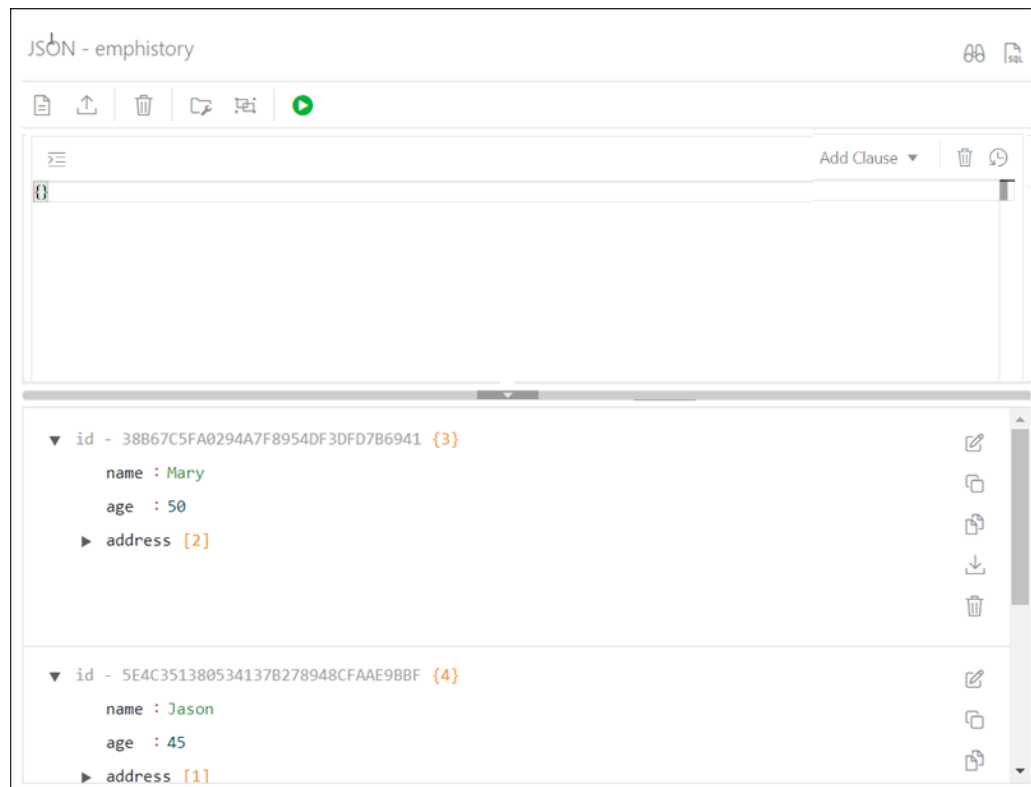 JSON - emphistory
SQL
Add Clause
{}
id - 38B67C5FA0294A7F8954DF3DFD7B6941 {3}
name : Mary
age : 50
address [2]
id - 5E4C351380534137B278948CFAAE9BBF {4}
name : Jason
age : 45
address [1]